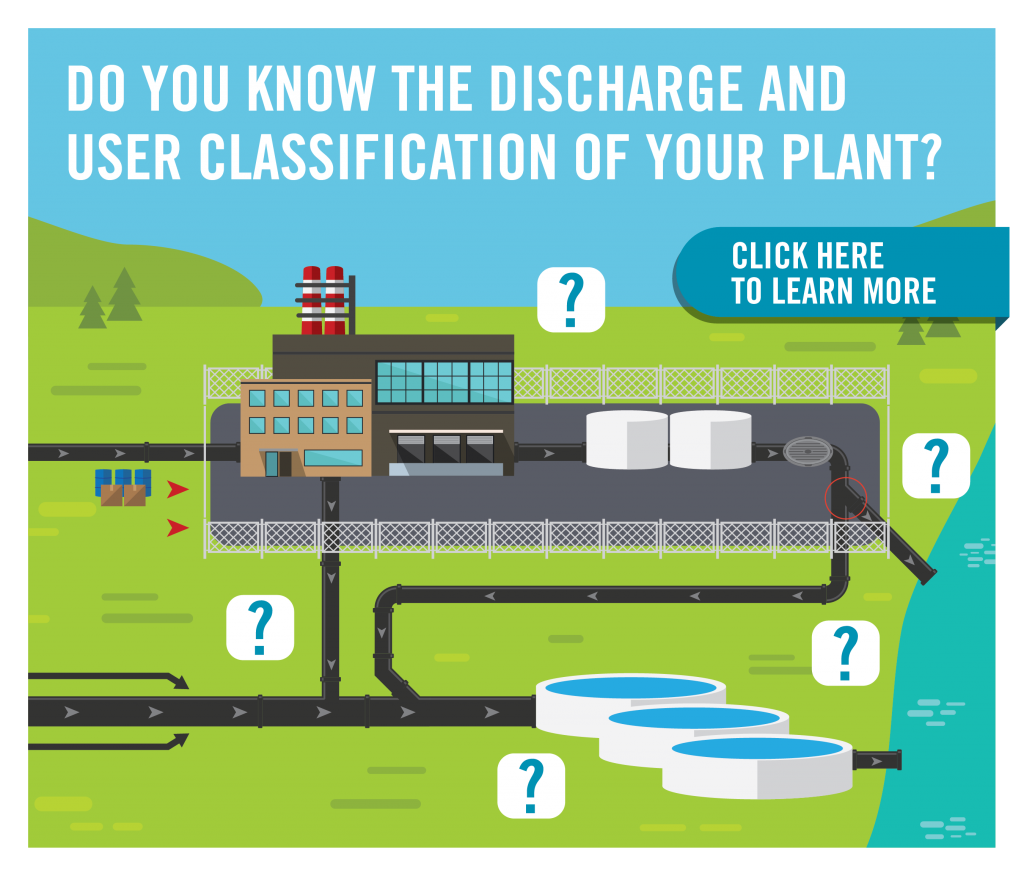 DO YOU KNOW THE DISCHARGE AND
USER CLASSIFICATION OF YOUR PLANT?
CLICK HERE
TO LEARN MORE
?
?
?
?
?